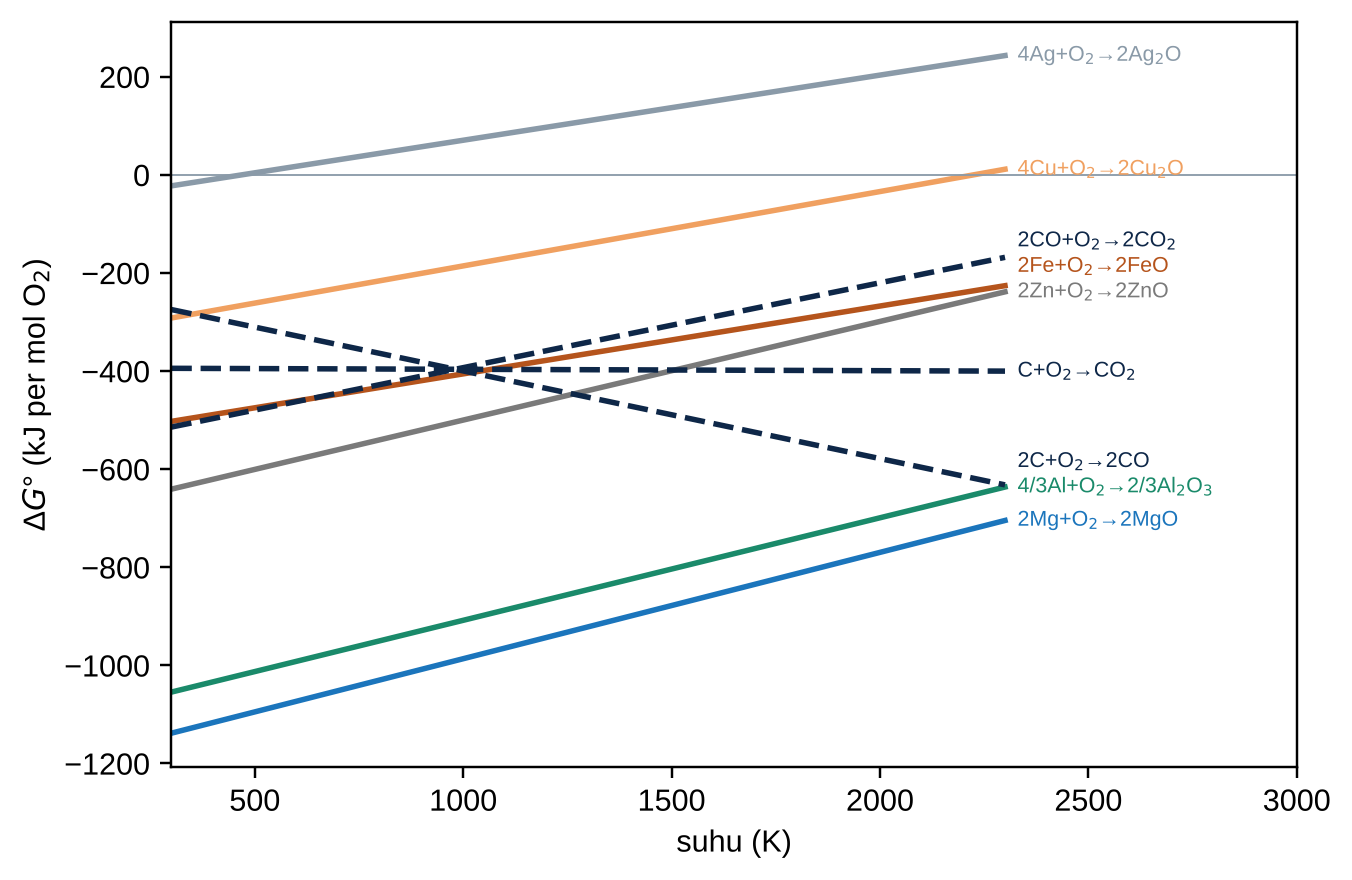 200
0
−200
−400
−600
−800
−1000
−1200
ΔG° (kJ per mol O₂)
4Ag+O₂→2Ag₂O
4Cu+O₂→2Cu₂O
2CO+O₂→2CO₂
2Fe+O₂→2FeO
2Zn+O₂→2ZnO
C+O₂→CO₂
2C+O₂→2CO
4/3Al+O₂→2/3Al₂O₃
2Mg+O₂→2MgO
500 1000 1500 2000 2500 3000
suhu (K)